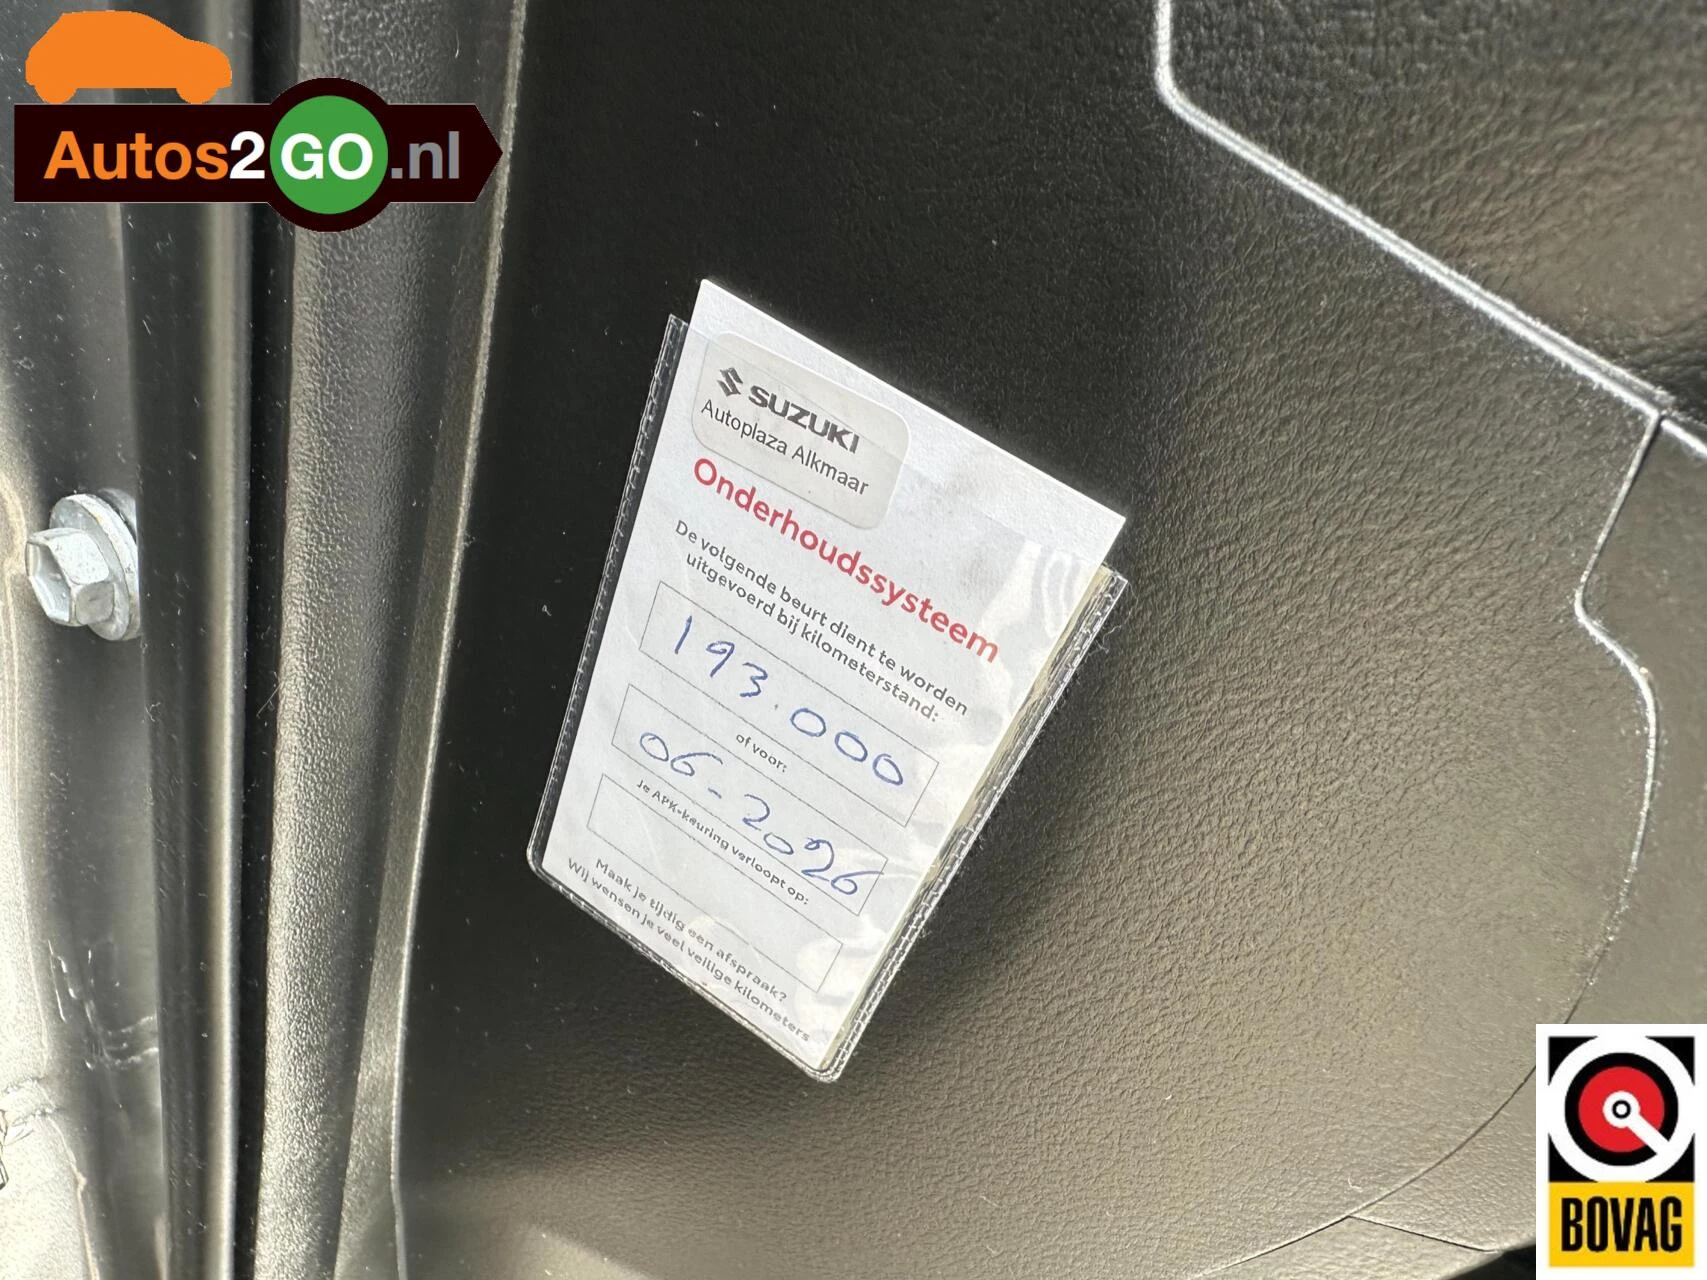 Autos2GO.nl
SUZUKI
Autoplaza Alkmaar
Onderhoudssysteem
De volgende beurt dient te worden
uitgevoerd bij kilometerstand:
193.000
of voor:
06-2026
Je APK-keuring verloopt op:
Maak je tijdig een afspraak?
Wij wensen je veel veilige kilometers
BOVAG